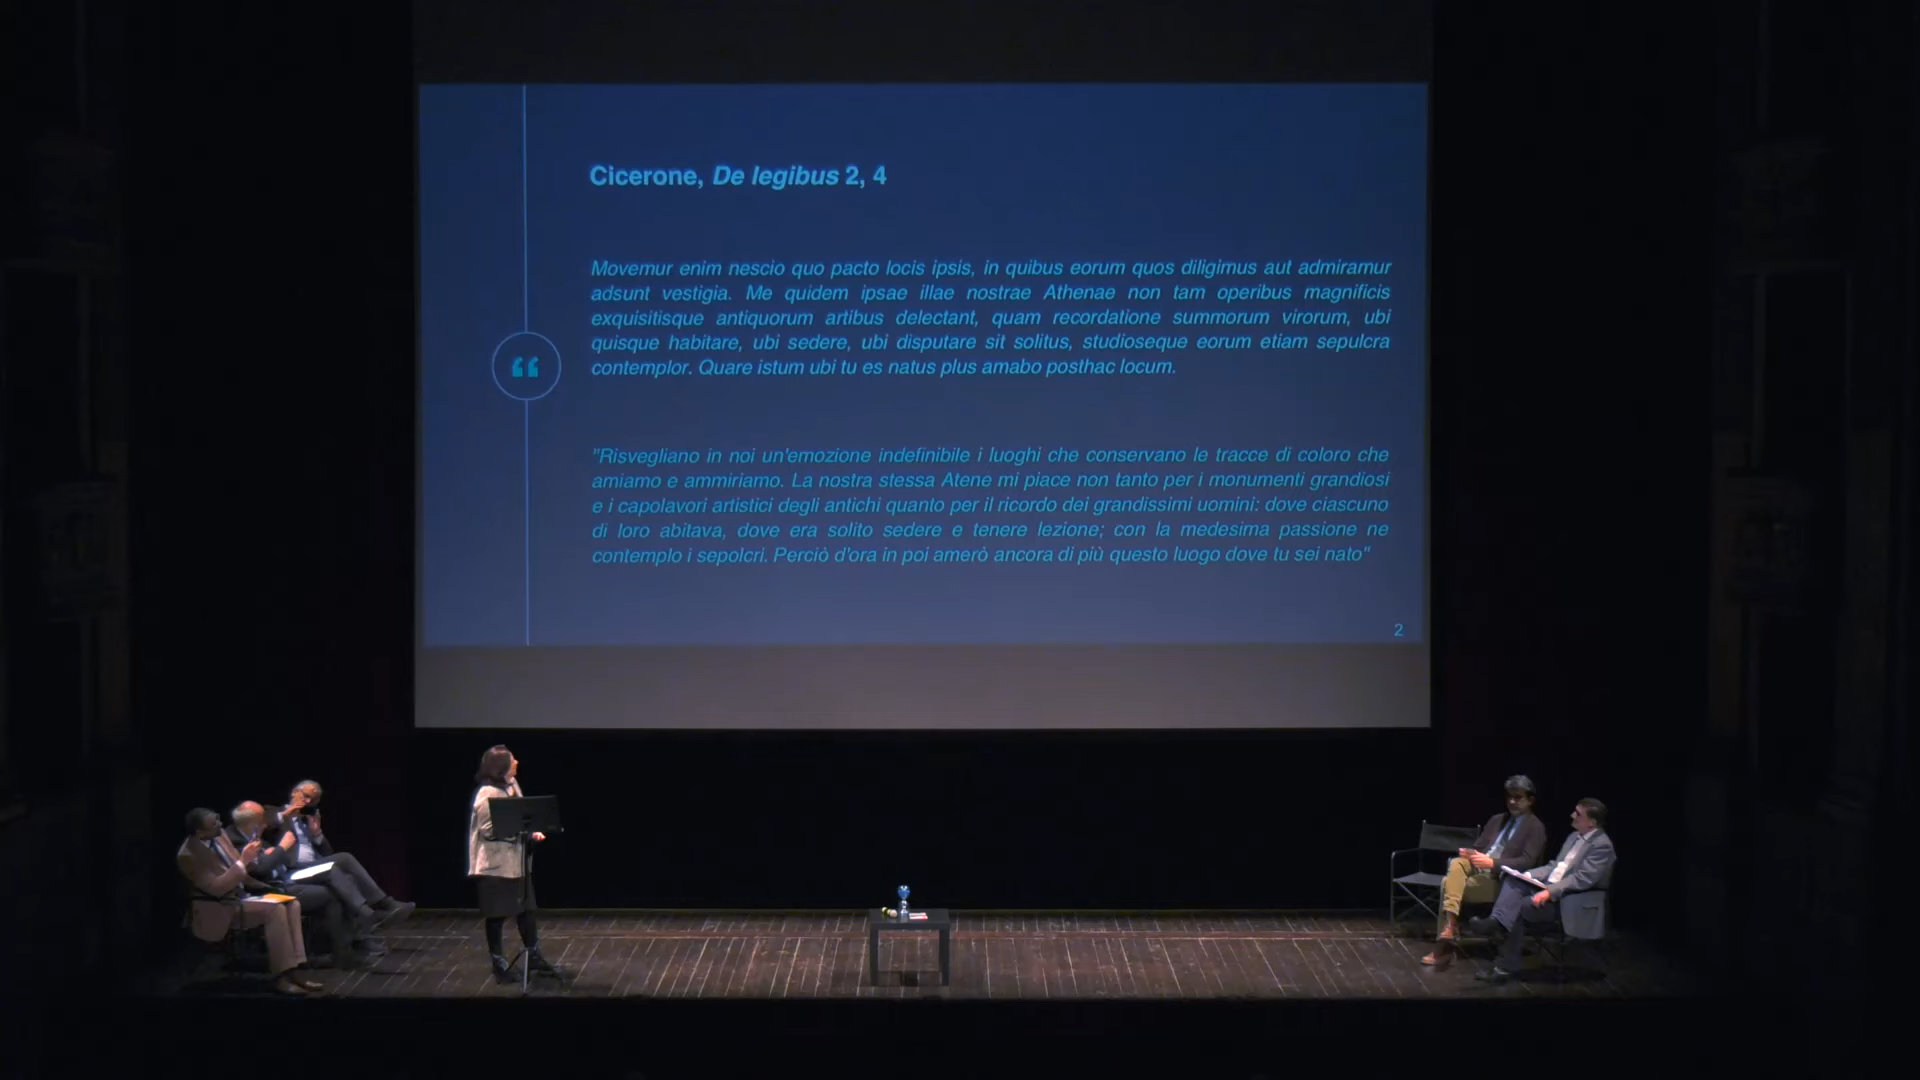 Cicerone, De legibus 2, 4
Movemur enim nescio quo pacto locis ipsis, in quibus eorum quos diligimus aut admiramur
adsunt vestigia. Me quidem ipsae illae nostrae Athenae non tam operibus magnificis
exquisitisque antiquorum artibus delectant, quam recordatione summorum virorum, ubi
quisque habitare, ubi sedere, ubi disputare sit solitus, studioseque eorum etiam sepulcra
contemplor. Quare istum ubi tu es natus plus amabo posthac locum.
"Risvegliano in noi un'emozione indefinibile i luoghi che conservano le tracce di coloro che
amiamo e ammiriamo. La nostra stessa Atene mi piace non tanto per i monumenti grandiosi
e i capolavori artistici degli antichi quanto per il ricordo dei grandissimi uomini: dove ciascuno
di loro abitava, dove era solito sedere e tenere lezione; con la medesima passione ne
contemplo i sepolcri. Perciò d'ora in poi amerò ancora di più questo luogo dove tu sei nato"
2